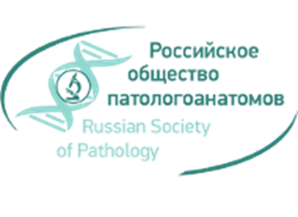 Российское
общество
патологоанатомов
Russian Society
of Pathology